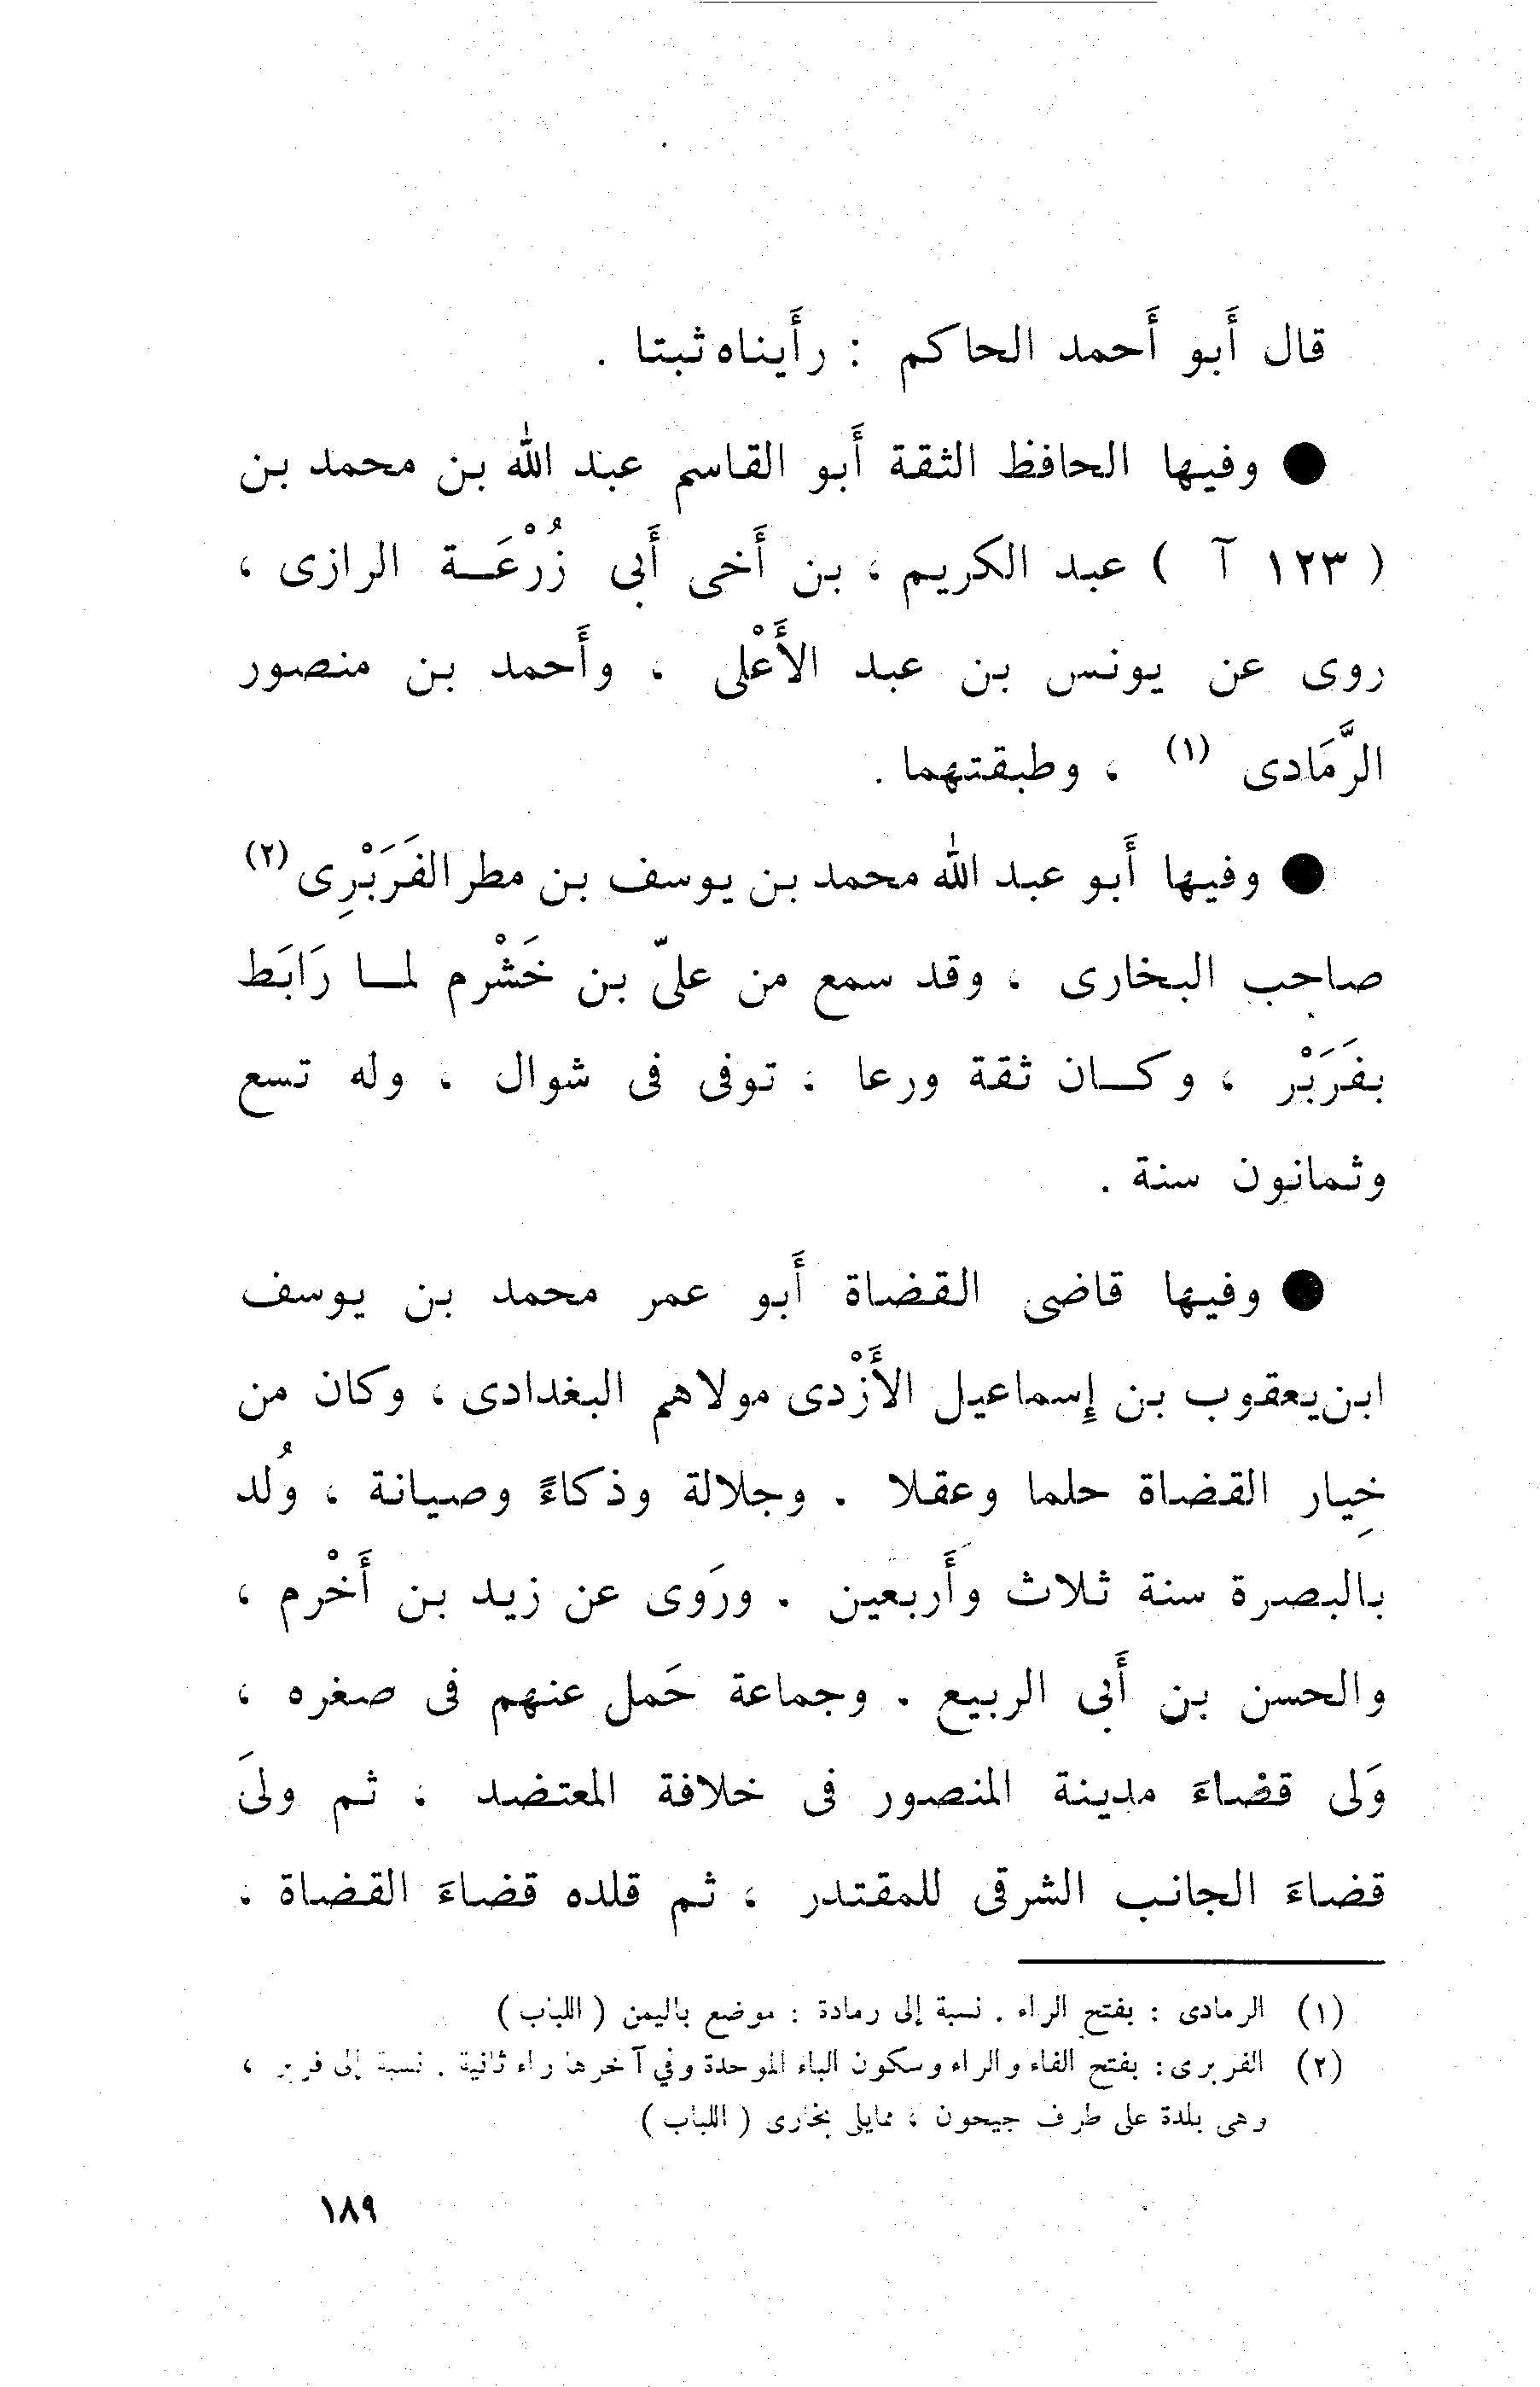 قال أَبو أَحمد الحاكم : رأَيناه ثبتا .
● وفيها الحافظ الثقة أَبو القاسم عبد الله بن محمد بن
( ١٢٣ آ ) عبد الكريم ، بن أَخى أَبى زُرْعَـــة الرازى ،
روى عن يونس بن عبد الأَعْلى ، وأَحمد بن منصور
الرَّمَادى (١) ، وطبقتهما .
● وفيها أَبو عبد الله محمد بن يوسف بن مطر الفَرَبْرِى (٢)
صاحب البخارى ، وقد سمع من علىّ بن خَشْرم لمــا رَابَط
بفَرَبْر ، وكــان ثقة ورعا . توفى فى شوال ، وله تسع
وثمانون سنة .
● وفيها قاضى القضاة أَبو عمر محمد بن يوسف
ابن يعقوب بن إِسماعيل الأَزْدى مولاهم البغدادى ، وكان من
خِيار القضاة حلما وعقلا . وجلالة وذكاءً وصيانة ، وُلد
بالبصرة سنة ثلاث وأَربعين . ورَوى عن زيد بن أَخْرم ،
والحسن بن أَبى الربيع . وجماعة حَمل عنهم فى صغره ،
وَلى قضاءَ مدينة المنصور فى خلافة المعتضد ، ثم ولىَ
قضاءَ الجانب الشرقى للمقتدر ، ثم قلده قضاءَ القضاة .
(١) الرمادى : بفتح الراء . نسبة إلى رمادة : موضع باليمن ( اللباب )
(٢) الفربرى : بفتح الفاء والراء وسكون الباء الموحدة وفي آخرها راء ثانية . نسبة إلى فربر ،
وهى بلدة على طرف جيحون ، ممايلى بخارى ( اللباب )
١٨٩